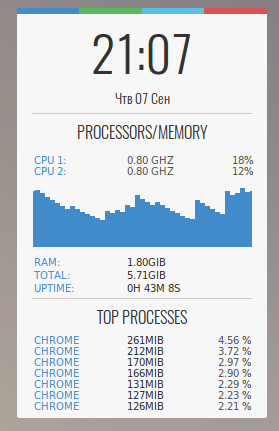 21:07
Чтв 07 Сен
PROCESSORS/MEMORY
CPU 1: 0.80 GHZ 18%
CPU 2: 0.80 GHZ 12%
RAM: 1.80GIB
TOTAL: 5.71GIB
UPTIME: 0H 43M 8S
TOP PROCESSES
CHROME 261MIB 4.56 %
CHROME 212MIB 3.72 %
CHROME 170MIB 2.97 %
CHROME 166MIB 2.90 %
CHROME 131MIB 2.29 %
CHROME 127MIB 2.23 %
CHROME 126MIB 2.21 %